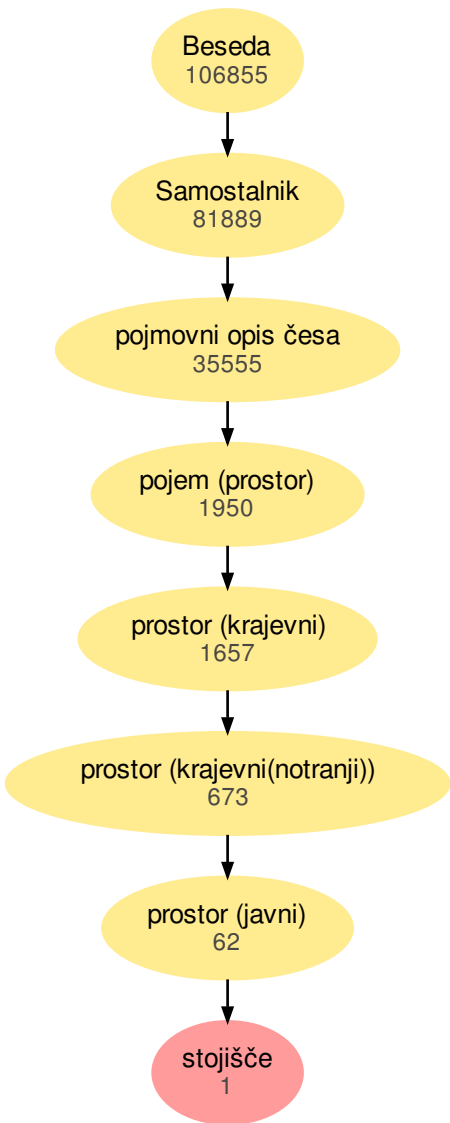 Beseda
106855
Samostalnik
81889
pojmovni opis česa
35555
pojem (prostor)
1950
prostor (krajevni)
1657
prostor (krajevni(notranji))
673
prostor (javni)
62
stojišče
1